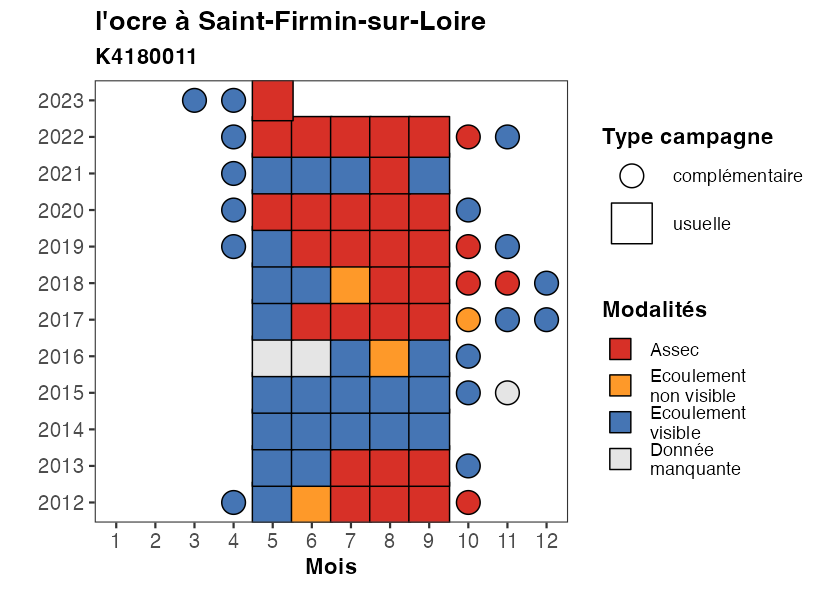 l'ocre à Saint-Firmin-sur-Loire
K4180011
2023
2022
2021
2020
2019
2018
2017
2016
2015
2014
2013
2012
1 2 3 4 5 6 7 8 9 10 11 12
Mois
Type campagne
complémentaire
usuelle
Modalités
Assec
Ecoulement
non visible
Ecoulement
visible
Donnée
manquante